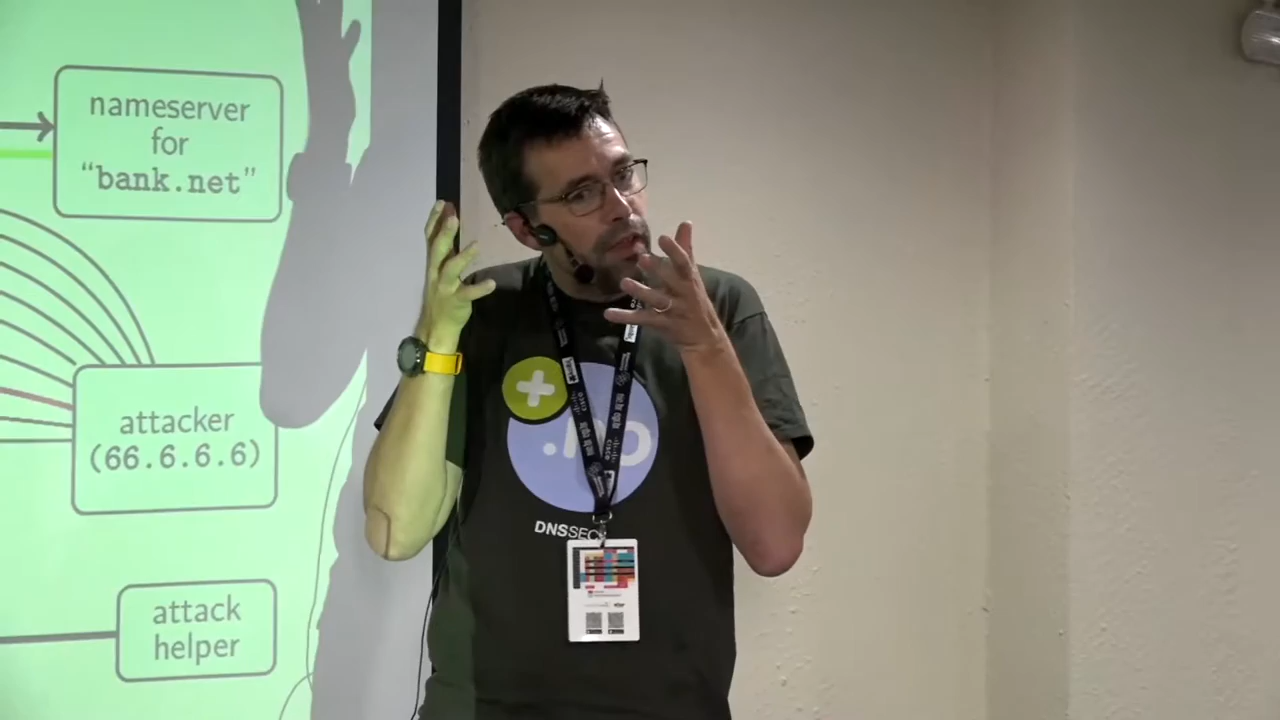 nameserver
for
“bank.net”
attacker
(66.6.6.6)
attack
helper
.no
DNSSEC